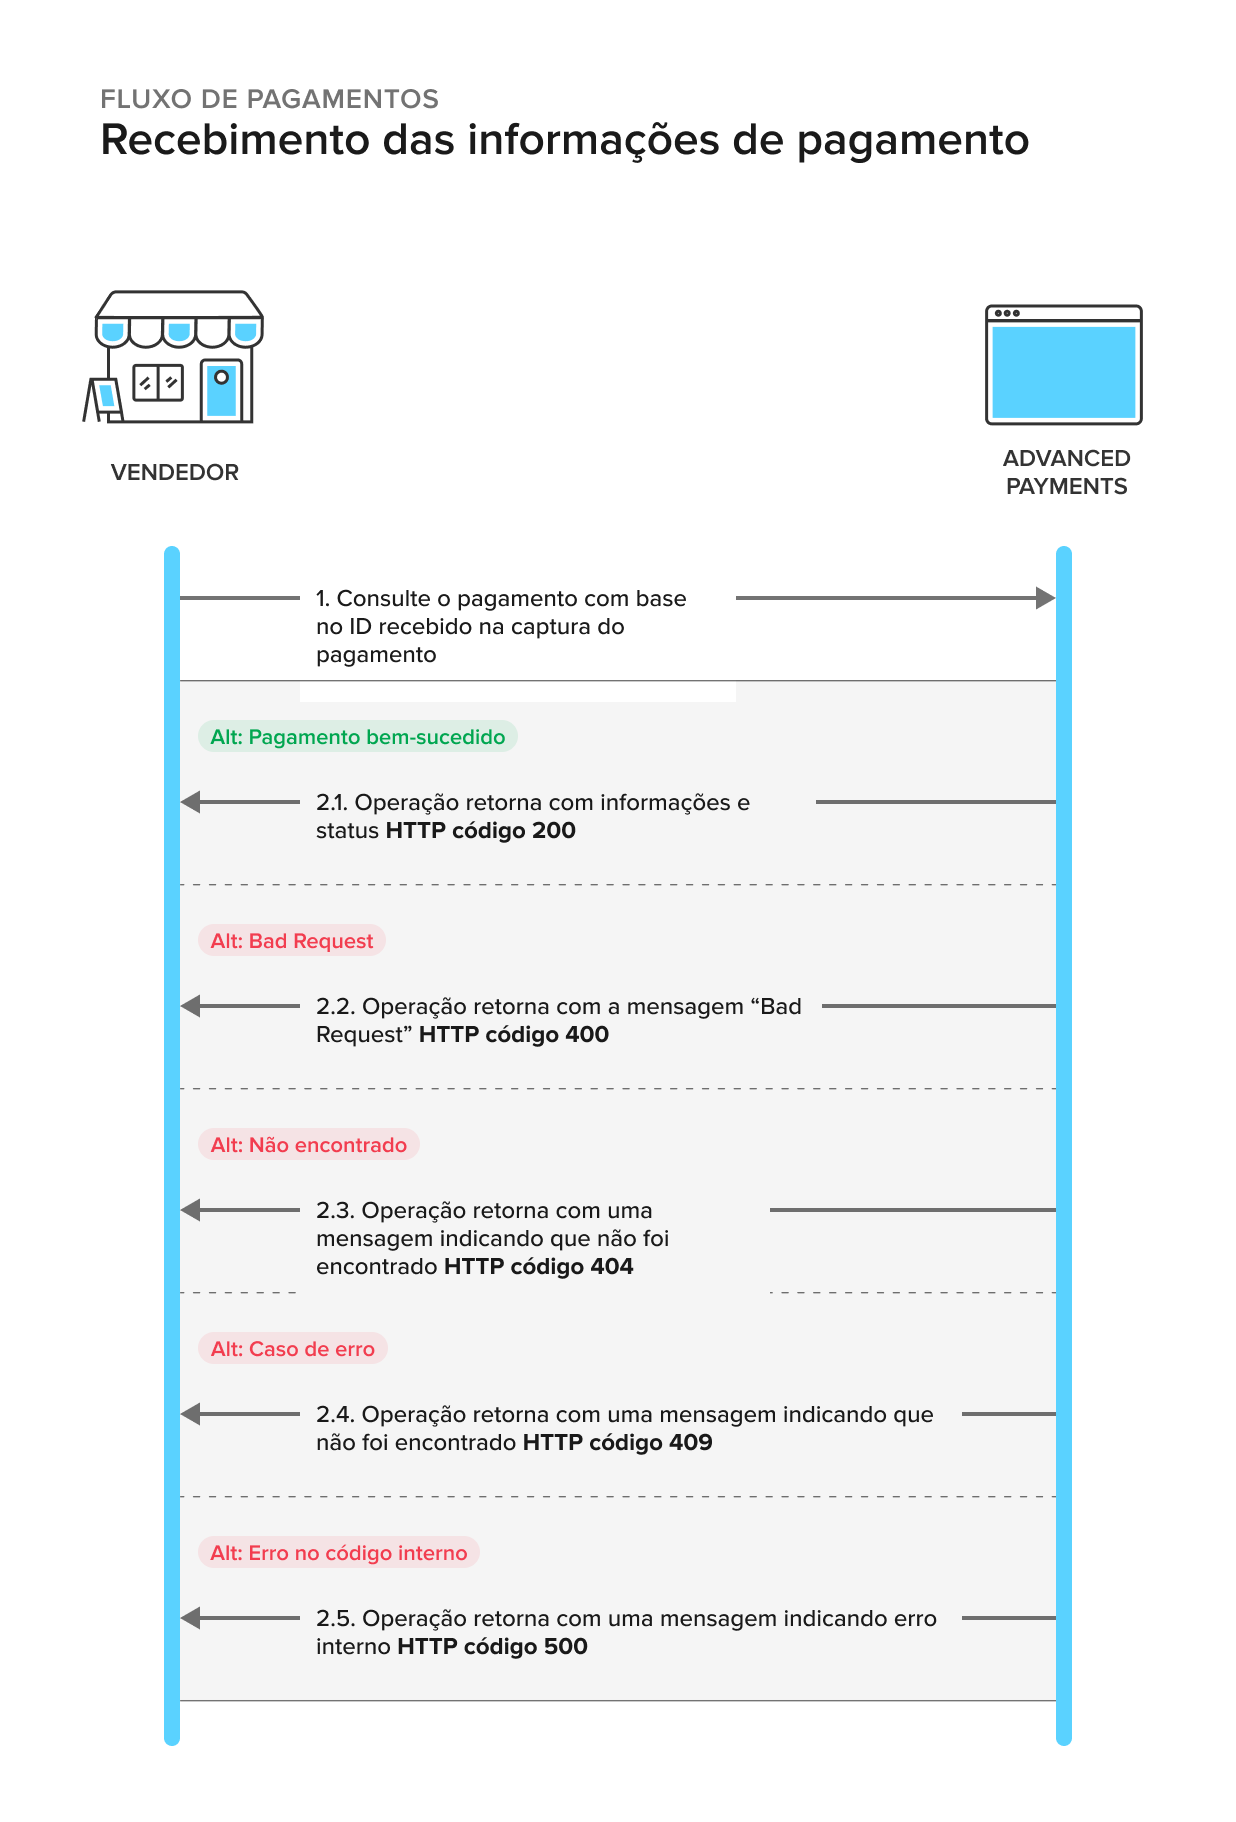 FLUXO DE PAGAMENTOS
Recebimento das informações de pagamento
VENDEDOR
ADVANCED
PAYMENTS
1. Consulte o pagamento com base
no ID recebido na captura do
pagamento
Alt: Pagamento bem-sucedido
2.1. Operação retorna com informações e
status HTTP código 200
Alt: Bad Request
2.2. Operação retorna com a mensagem “Bad
Request” HTTP código 400
Alt: Não encontrado
2.3. Operação retorna com uma
mensagem indicando que não foi
encontrado HTTP código 404
Alt: Caso de erro
2.4. Operação retorna com uma mensagem indicando que
não foi encontrado HTTP código 409
Alt: Erro no código interno
2.5. Operação retorna com uma mensagem indicando erro
interno HTTP código 500